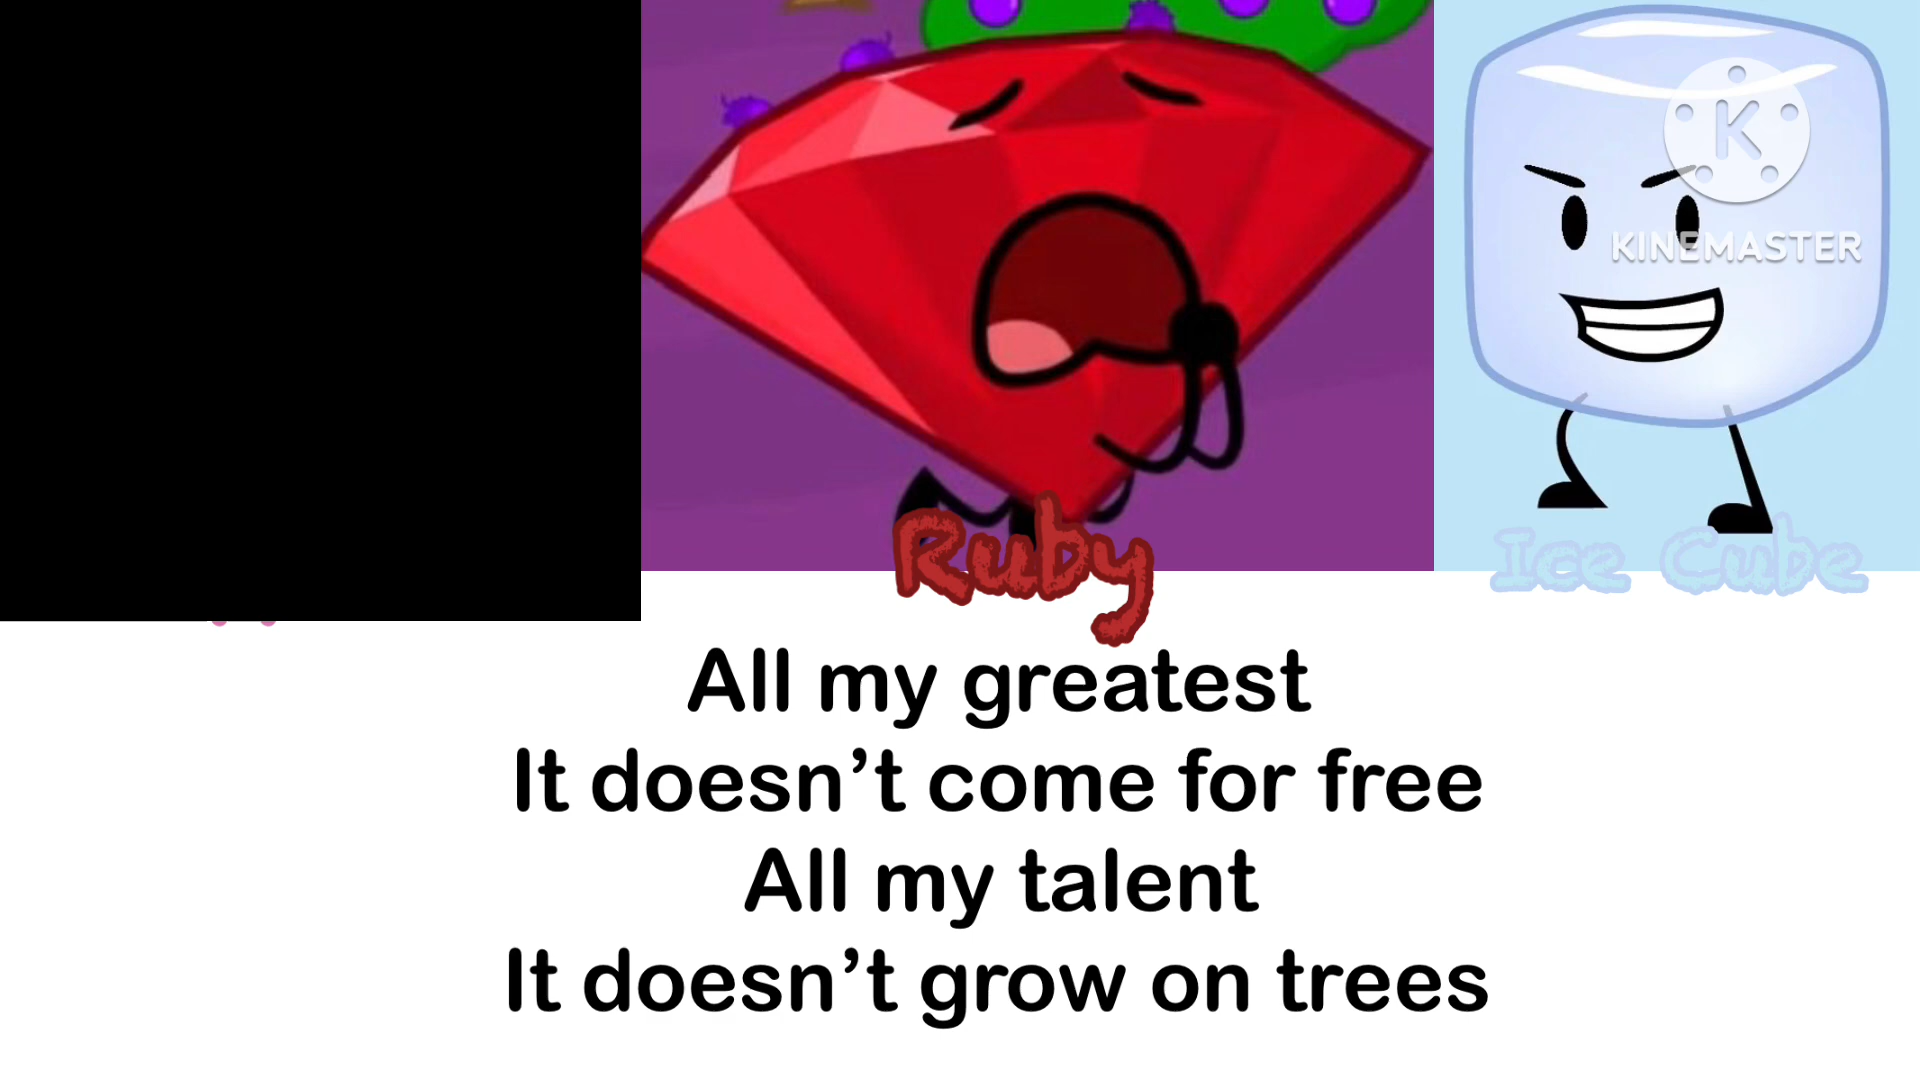 K
KINEMASTER
Ruby
Ice Cube
All my greatest
It doesn’t come for free
All my talent
It doesn’t grow on trees